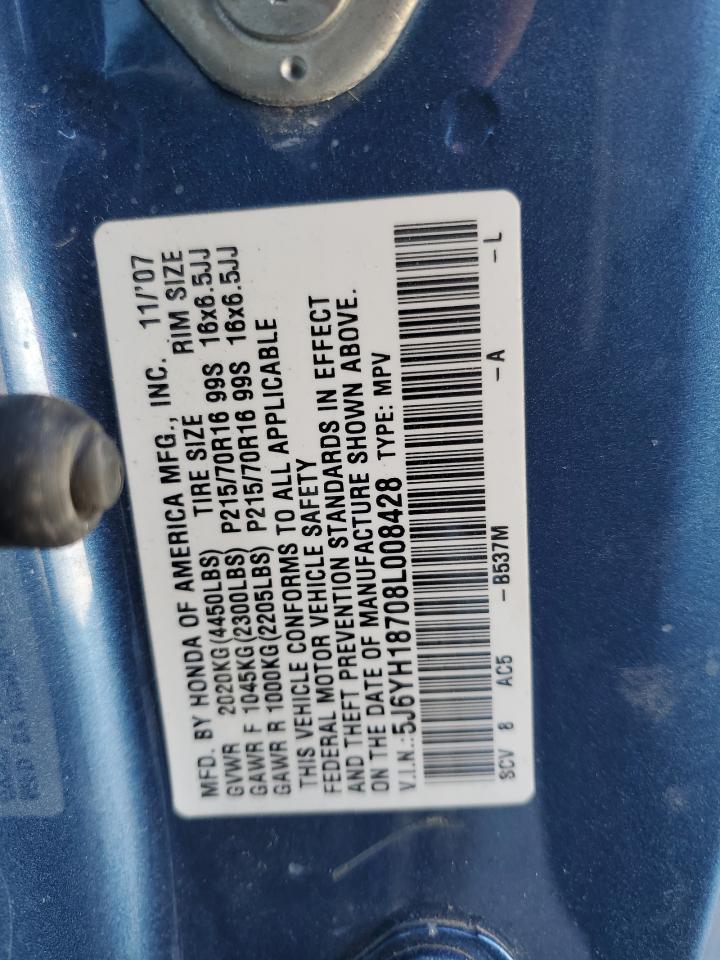 MFD. BY HONDA OF AMERICA MFG., INC. 11/'07
GVWR 2020KG(4450LBS) TIRE SIZE RIM SIZE
GAWR F 1045KG(2300LBS) P215/70R16 99S 16x6.5JJ
GAWR R 1000KG(2205LBS) P215/70R16 99S 16x6.5JJ
THIS VEHICLE CONFORMS TO ALL APPLICABLE
FEDERAL MOTOR VEHICLE SAFETY
AND THEFT PREVENTION STANDARDS IN EFFECT
ON THE DATE OF MANUFACTURE SHOWN ABOVE.
V.I.N.:5J6YH18708L008428 TYPE: MPV
SCV 8 AC5 -B537M -A -L